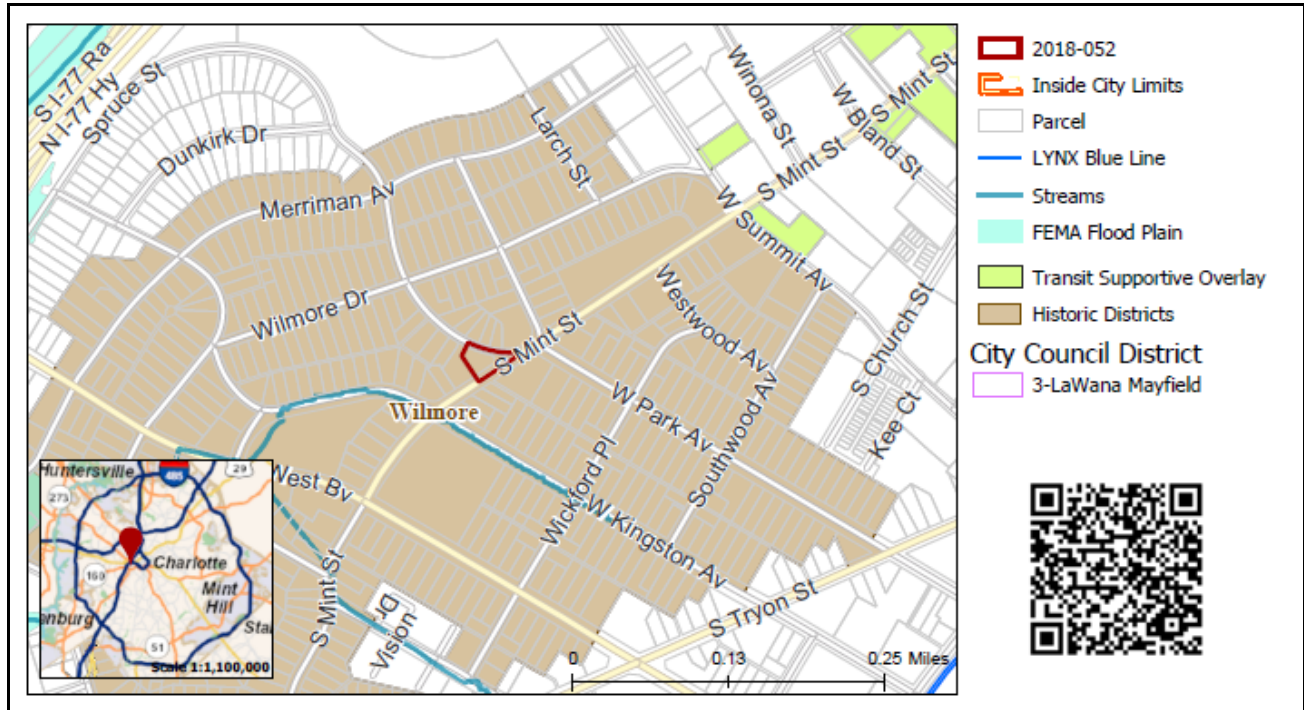 S I-77 Ra
N I-77 Hy
Spruce St
Dunkirk Dr
Merriman Av
Larch St
Winona St
W Bland St
S Mint St
S Mint St
W Summit Av
Wilmore Dr
S Mint St
Westwood Av
S Church St
Kee Ct
Wilmore
W Park Av
Southwood Av
West Bv
Wickford Pl
W Kingston Av
S Mint St
Vision Dr
S Tryon St
0 0.13 0.25 Miles
Huntersville
485
29
273
Charlotte
160
Mint
Hill
enburg
Sta
51
Scale 1:1,100,000
2018-052
Inside City Limits
Parcel
LYNX Blue Line
Streams
FEMA Flood Plain
Transit Supportive Overlay
Historic Districts
City Council District
3-LaWana Mayfield